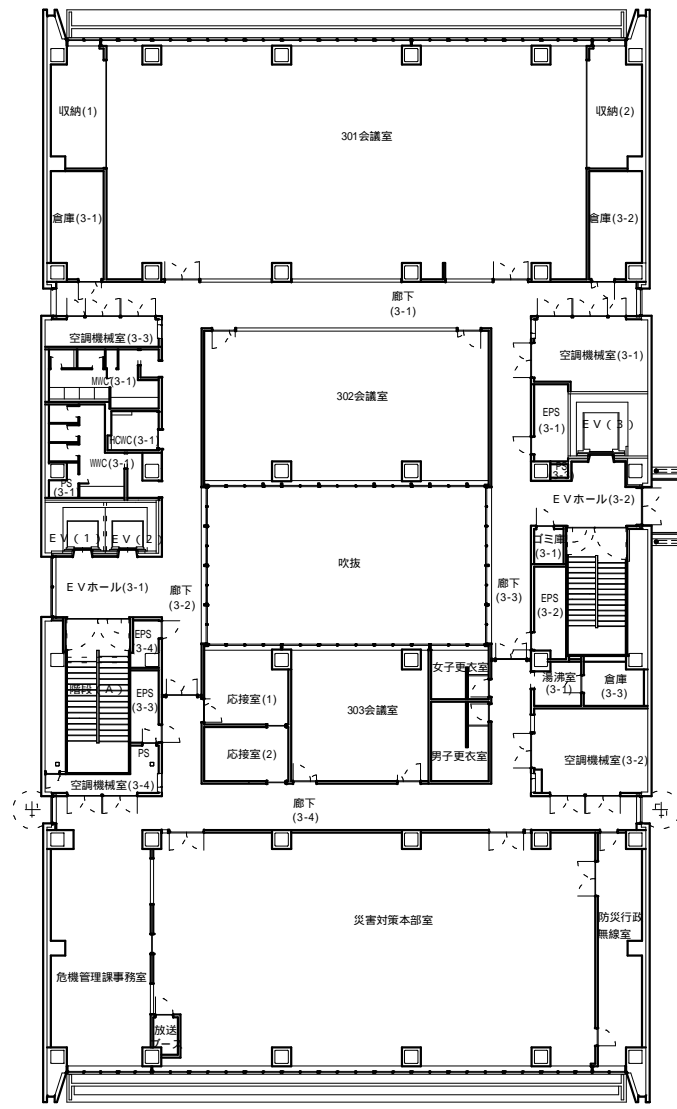 収納(1)
収納(2)
301会議室
倉庫(3-1)
倉庫(3-2)
廊下
(3-1)
空調機械室(3-3)
空調機械室(3-1)
MWC(3-1)
302会議室
EPS
(3-1)
EV(3)
HCWC(3-1)
WWC(3-1)
PS
(3-1
PS
3-3
EVホール(3-2)
EV(1)
EV(2)
ゴミ庫
(3-1)
吹抜
EVホール(3-1)
廊下
(3-2)
廊下
(3-3)
EPS
(3-2)
EPS
(3-4)
女子更衣室
湯沸室
(3-1)
倉庫
(3-3)
階段(A)
EPS
(3-3)
応接室(1)
303会議室
応接室(2)
男子更衣室
PS
空調機械室(3-2)
空調機械室(3-4)
廊下
(3-4)
災害対策本部室
防災行政
無線室
危機管理課事務室
放送
ブース